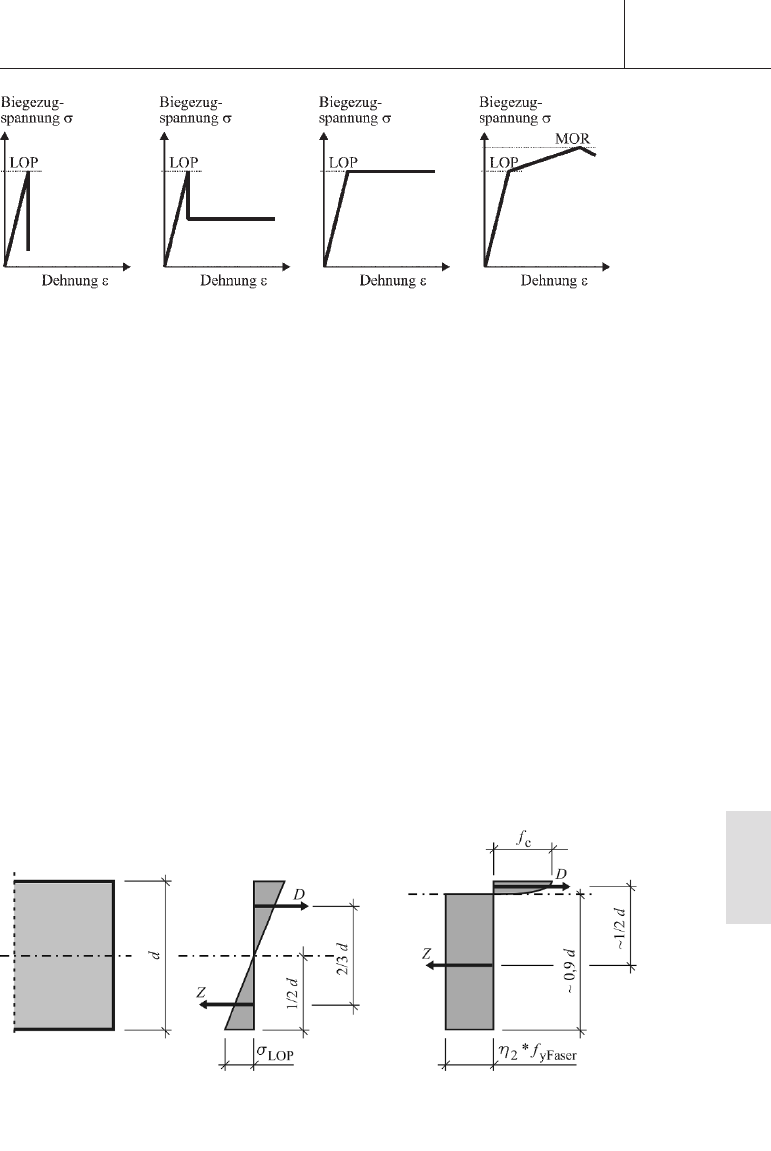 Biegezug-
spannung σ
LOP
Dehnung ε
Biegezug-
spannung σ
LOP
Dehnung ε
Biegezug-
spannung σ
LOP
Dehnung ε
Biegezug-
spannung σ
MOR
LOP
Dehnung ε
d
D
Z
1/2 d
2/3 d
σLOP
fc
D
Z
~ 0,9 d
~1/2 d
η2 * fyFaser